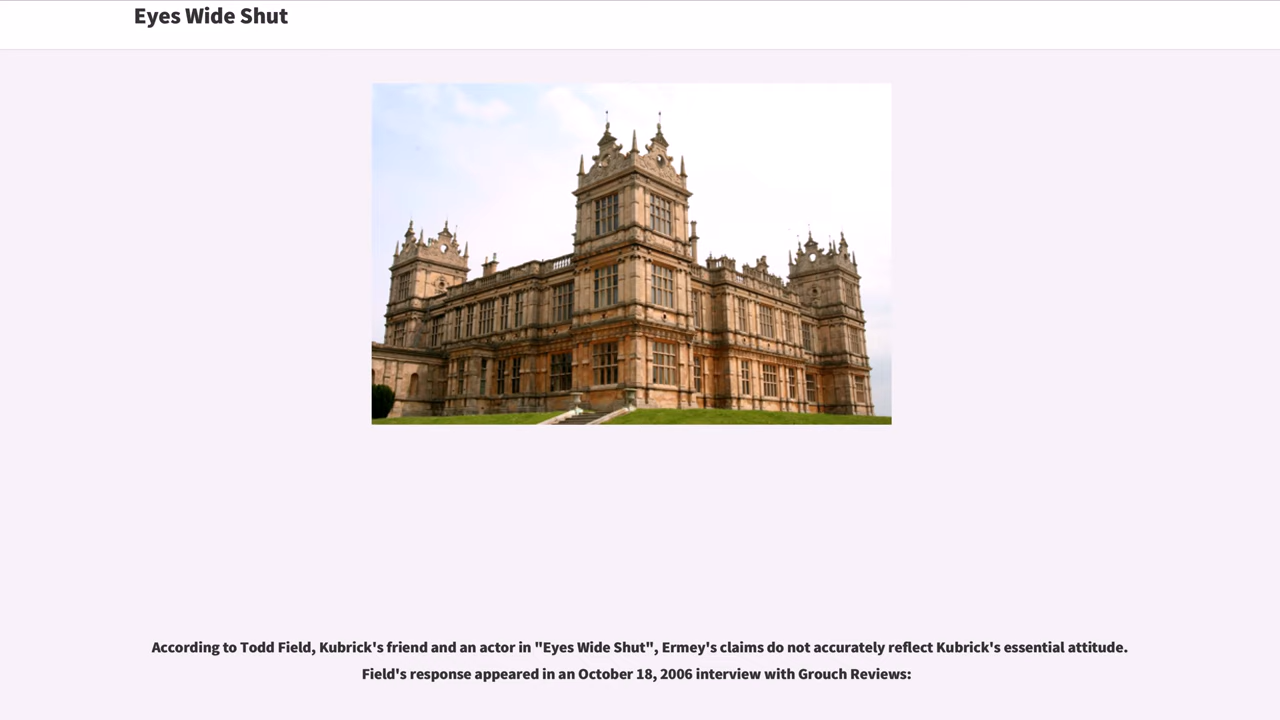 Eyes Wide Shut
According to Todd Field, Kubrick's friend and an actor in "Eyes Wide Shut", Ermey's claims do not accurately reflect Kubrick's essential attitude.
Field's response appeared in an October 18, 2006 interview with Grouch Reviews: